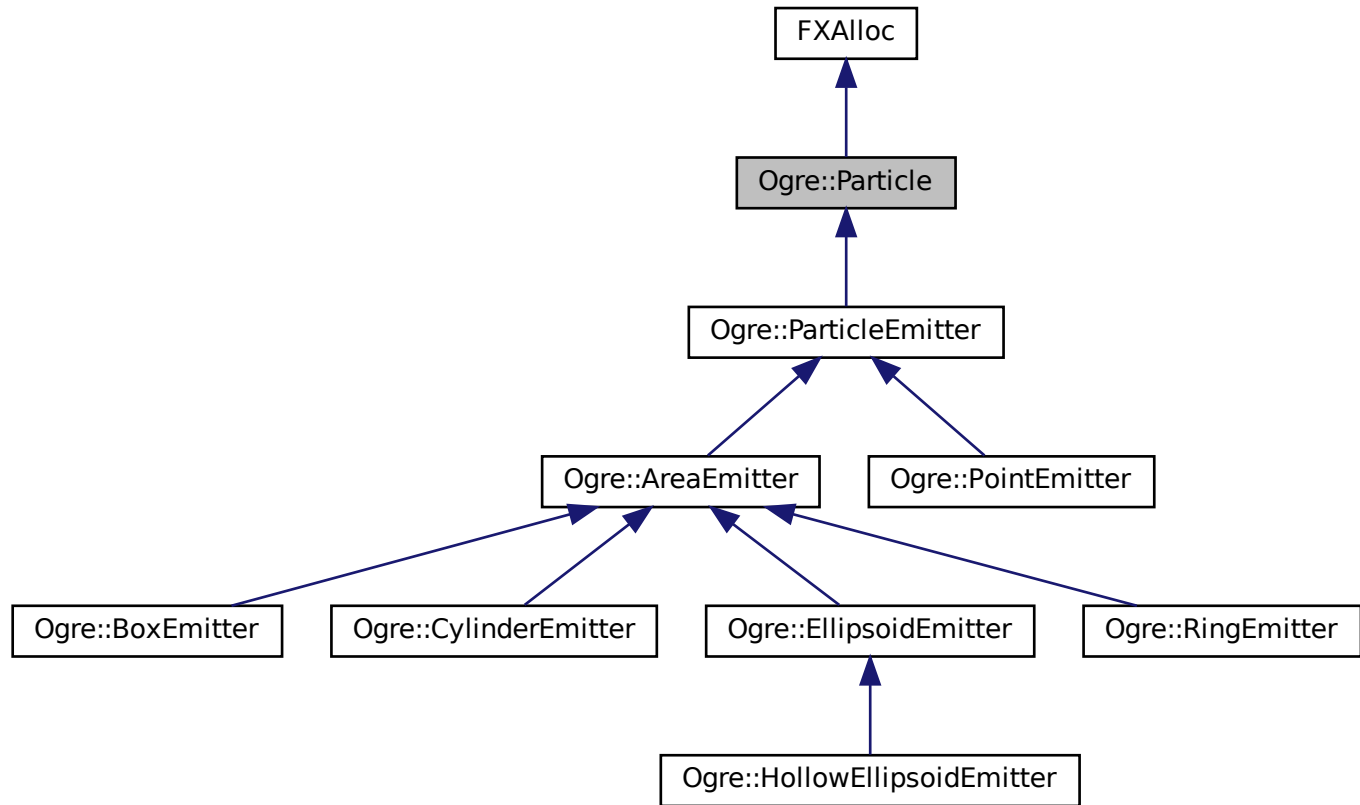 FXAlloc
Ogre::Particle
Ogre::ParticleEmitter
Ogre::AreaEmitter
Ogre::PointEmitter
Ogre::BoxEmitter
Ogre::CylinderEmitter
Ogre::EllipsoidEmitter
Ogre::RingEmitter
Ogre::HollowEllipsoidEmitter